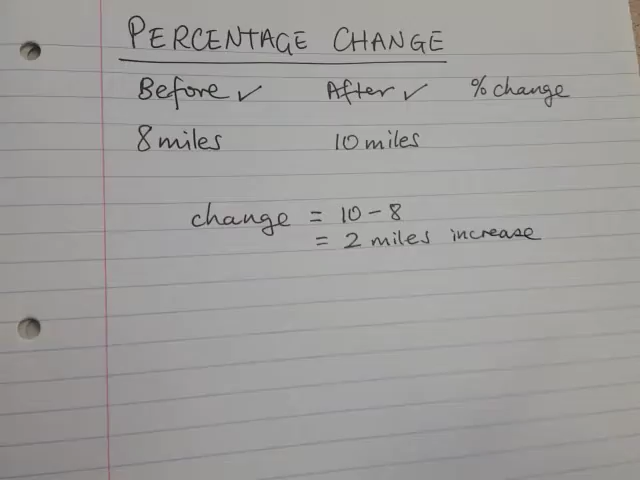 PERCENTAGE CHANGE
Before ✓ After ✓ % change
8 miles 10 miles
change = 10 - 8
= 2 miles increase